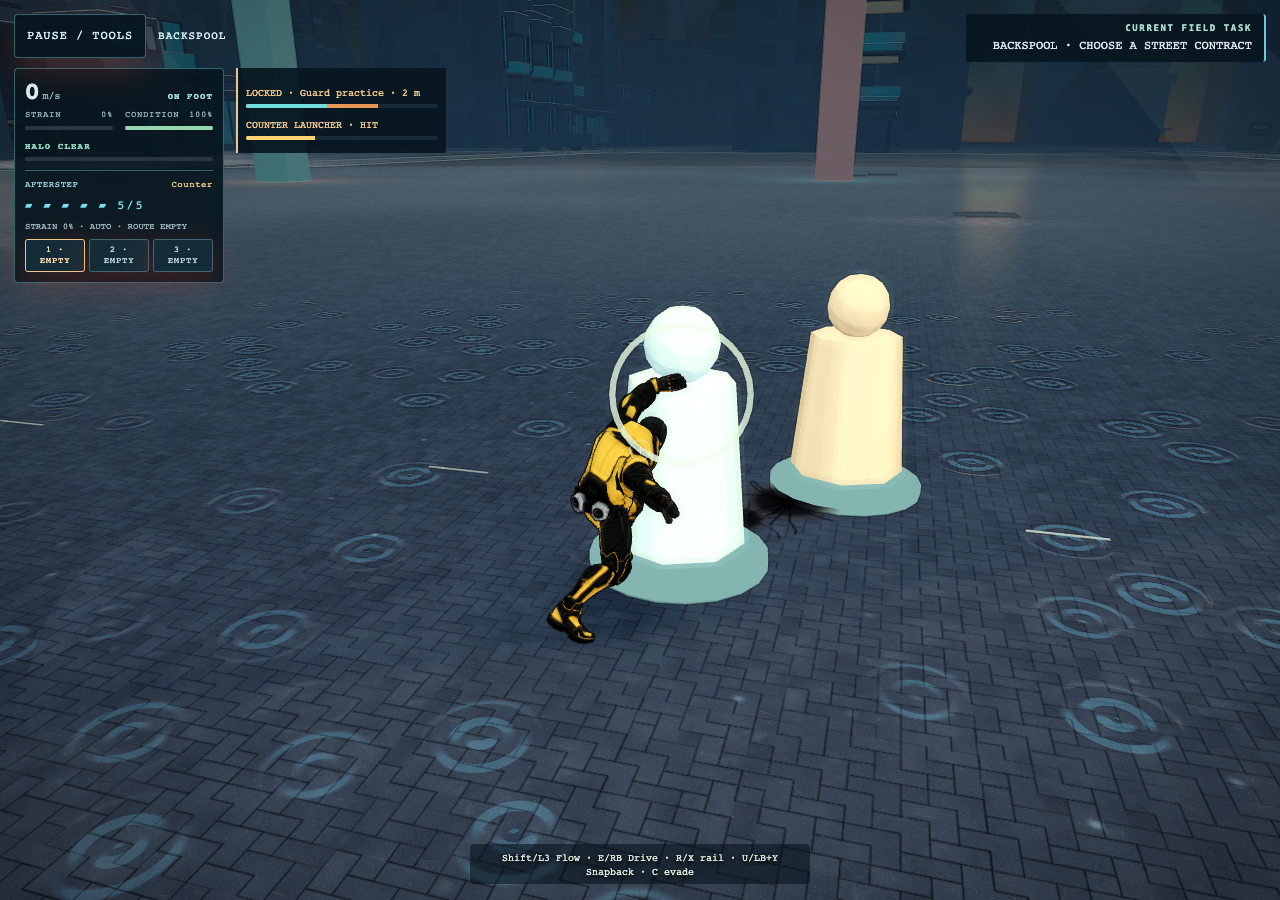 PAUSE / TOOLS
BACKSPOOL
CURRENT FIELD TASK
BACKSPOOL · CHOOSE A STREET CONTRACT
0 m/s
ON FOOT
STRAIN 0%
CONDITION 100%
HALO CLEAR
AFTERSTEP Counter
5/5
STRAIN 0% · AUTO · ROUTE EMPTY
1 · EMPTY
2 · EMPTY
3 · EMPTY
LOCKED · Guard practice · 2 m
COUNTER LAUNCHER · HIT
Shift/L3 Flow · E/RB Drive · R/X rail · U/LB+Y
Snapback · C evade